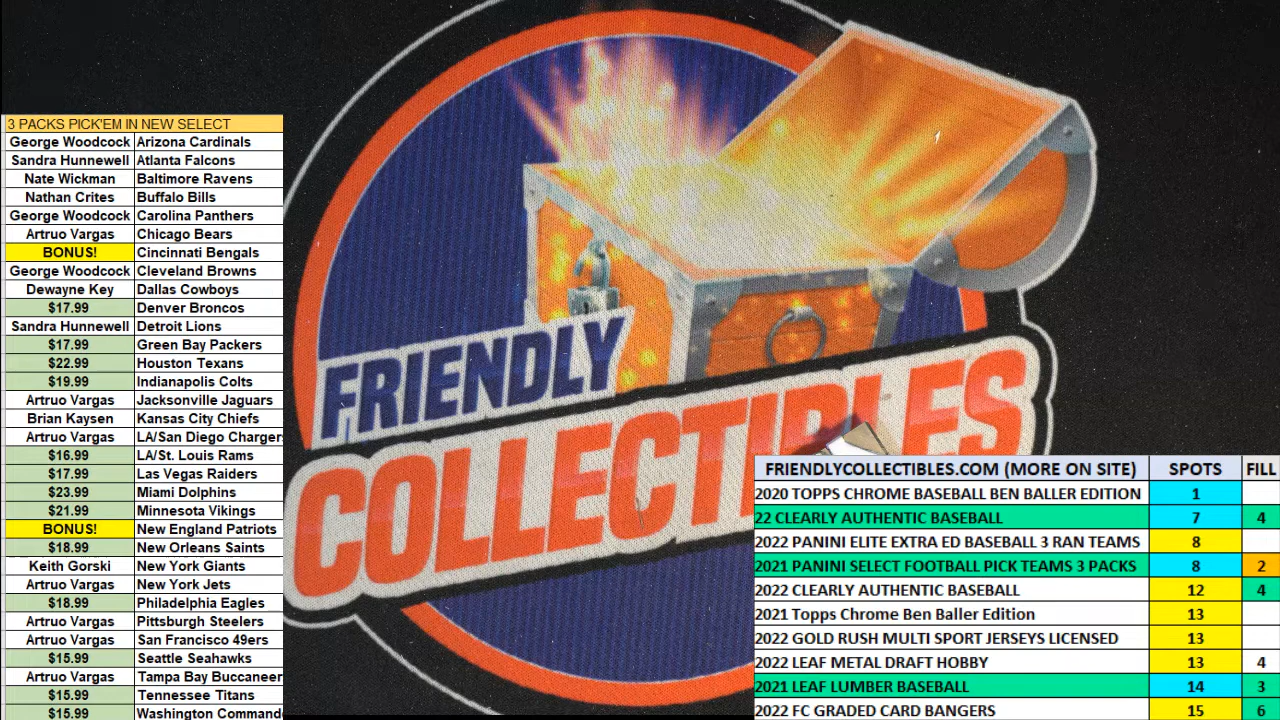 3 PACKS PICK'EM IN NEW SELECT
George Woodcock Arizona Cardinals
Sandra Hunnewell Atlanta Falcons
Nate Wickman Baltimore Ravens
Nathan Crites Buffalo Bills
George Woodcock Carolina Panthers
Artruo Vargas Chicago Bears
BONUS! Cincinnati Bengals
George Woodcock Cleveland Browns
Dewayne Key Dallas Cowboys
$17.99 Denver Broncos
Sandra Hunnewell Detroit Lions
$17.99 Green Bay Packers
$22.99 Houston Texans
$19.99 Indianapolis Colts
Artruo Vargas Jacksonville Jaguars
Brian Kaysen Kansas City Chiefs
Artruo Vargas LA/San Diego Charger
$16.99 LA/St. Louis Rams
$17.99 Las Vegas Raiders
$23.99 Miami Dolphins
$21.99 Minnesota Vikings
BONUS! New England Patriots
$18.99 New Orleans Saints
Keith Gorski New York Giants
Artruo Vargas New York Jets
$18.99 Philadelphia Eagles
Artruo Vargas Pittsburgh Steelers
Artruo Vargas San Francisco 49ers
$15.99 Seattle Seahawks
Artruo Vargas Tampa Bay Buccaneer
$15.99 Tennessee Titans
$15.99 Washington Command
FRIENDLY
COLLECTIBLES
FRIENDLYCOLLECTIBLES.COM (MORE ON SITE) SPOTS FILL
2020 TOPPS CHROME BASEBALL BEN BALLER EDITION 1
22 CLEARLY AUTHENTIC BASEBALL 7 4
2022 PANINI ELITE EXTRA ED BASEBALL 3 RAN TEAMS 8
2021 PANINI SELECT FOOTBALL PICK TEAMS 3 PACKS 8 2
2022 CLEARLY AUTHENTIC BASEBALL 12 4
2021 Topps Chrome Ben Baller Edition 13
2022 GOLD RUSH MULTI SPORT JERSEYS LICENSED 13
2022 LEAF METAL DRAFT HOBBY 13 4
2021 LEAF LUMBER BASEBALL 14 3
2022 FC GRADED CARD BANGERS 15 6